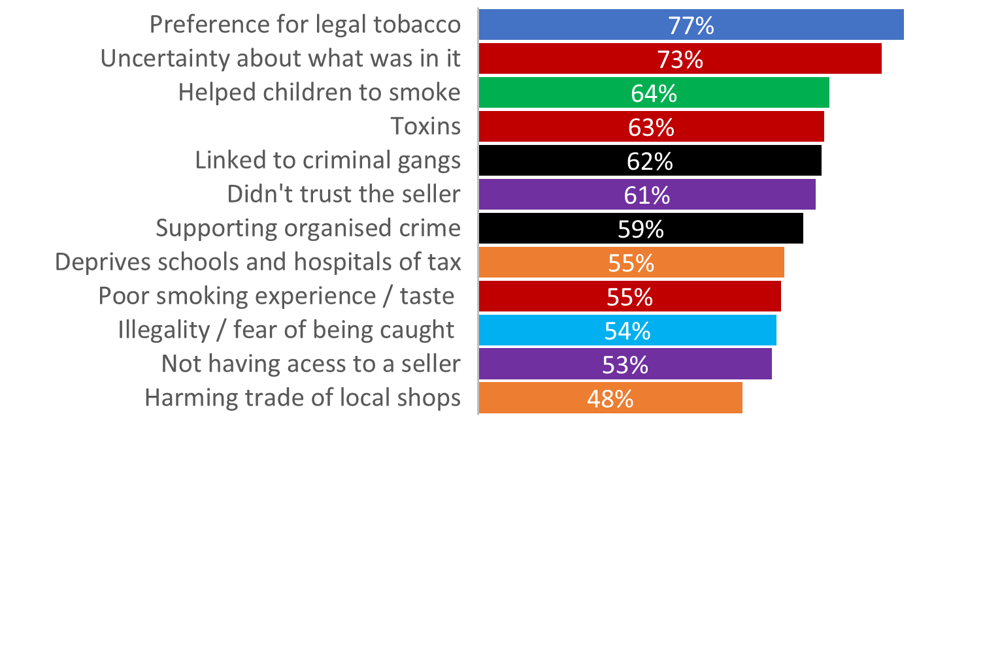 Preference for legal tobacco 77%
Uncertainty about what was in it 73%
Helped children to smoke 64%
Toxins 63%
Linked to criminal gangs 62%
Didn't trust the seller 61%
Supporting organised crime 59%
Deprives schools and hospitals of tax 55%
Poor smoking experience / taste 55%
Illegality / fear of being caught 54%
Not having acess to a seller 53%
Harming trade of local shops 48%